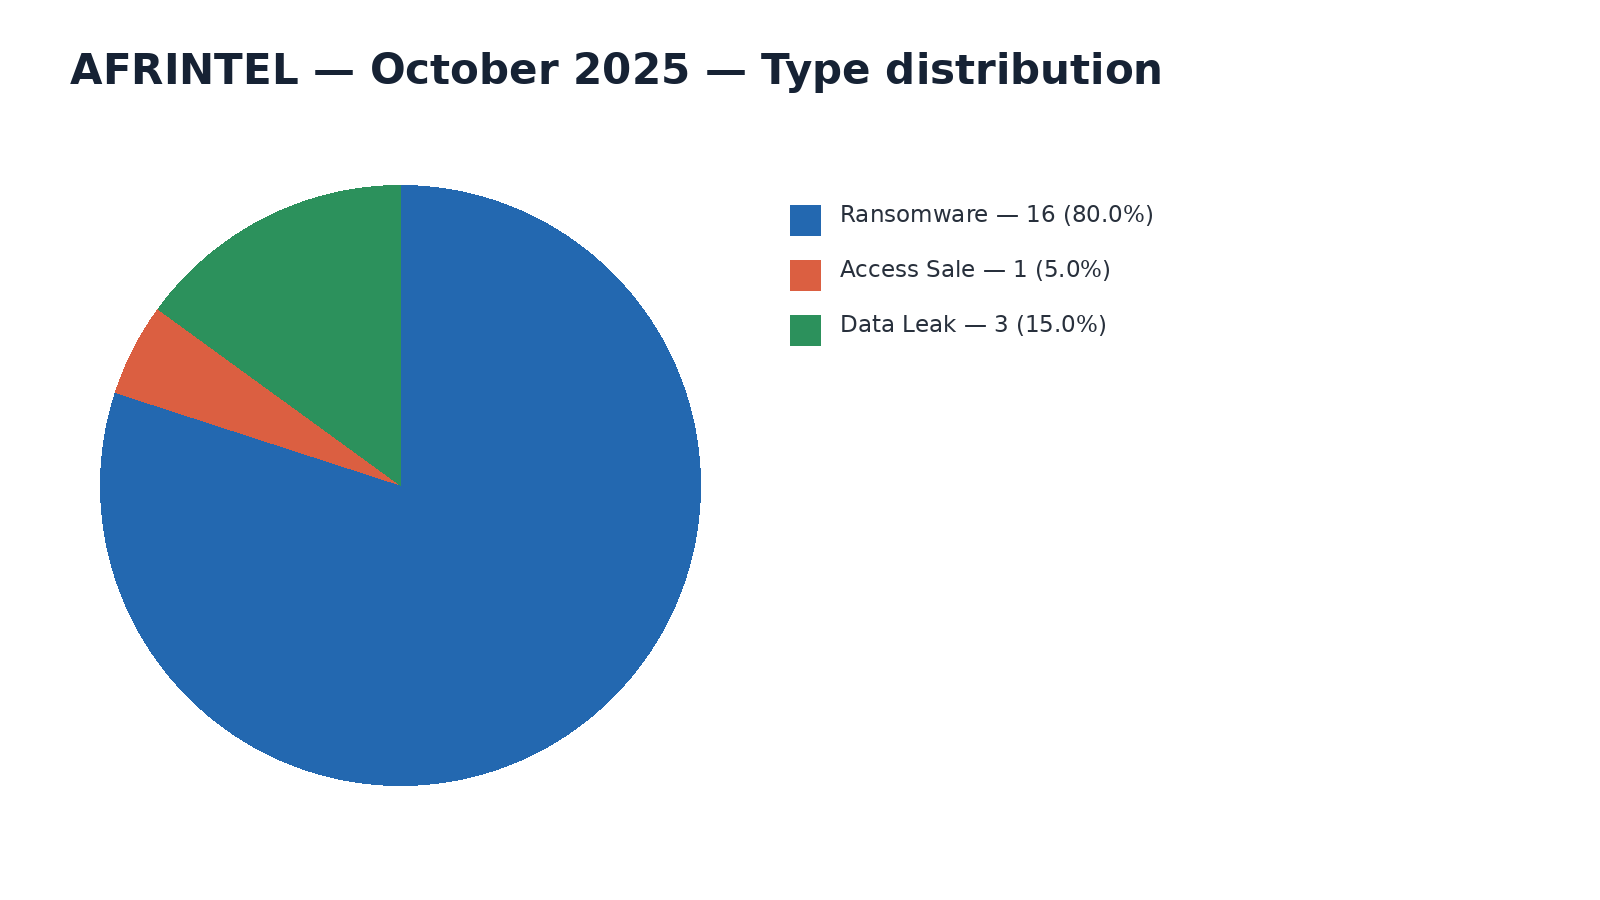 AFRINTEL — October 2025 — Type distribution
Ransomware — 16 (80.0%)
Access Sale — 1 (5.0%)
Data Leak — 3 (15.0%)